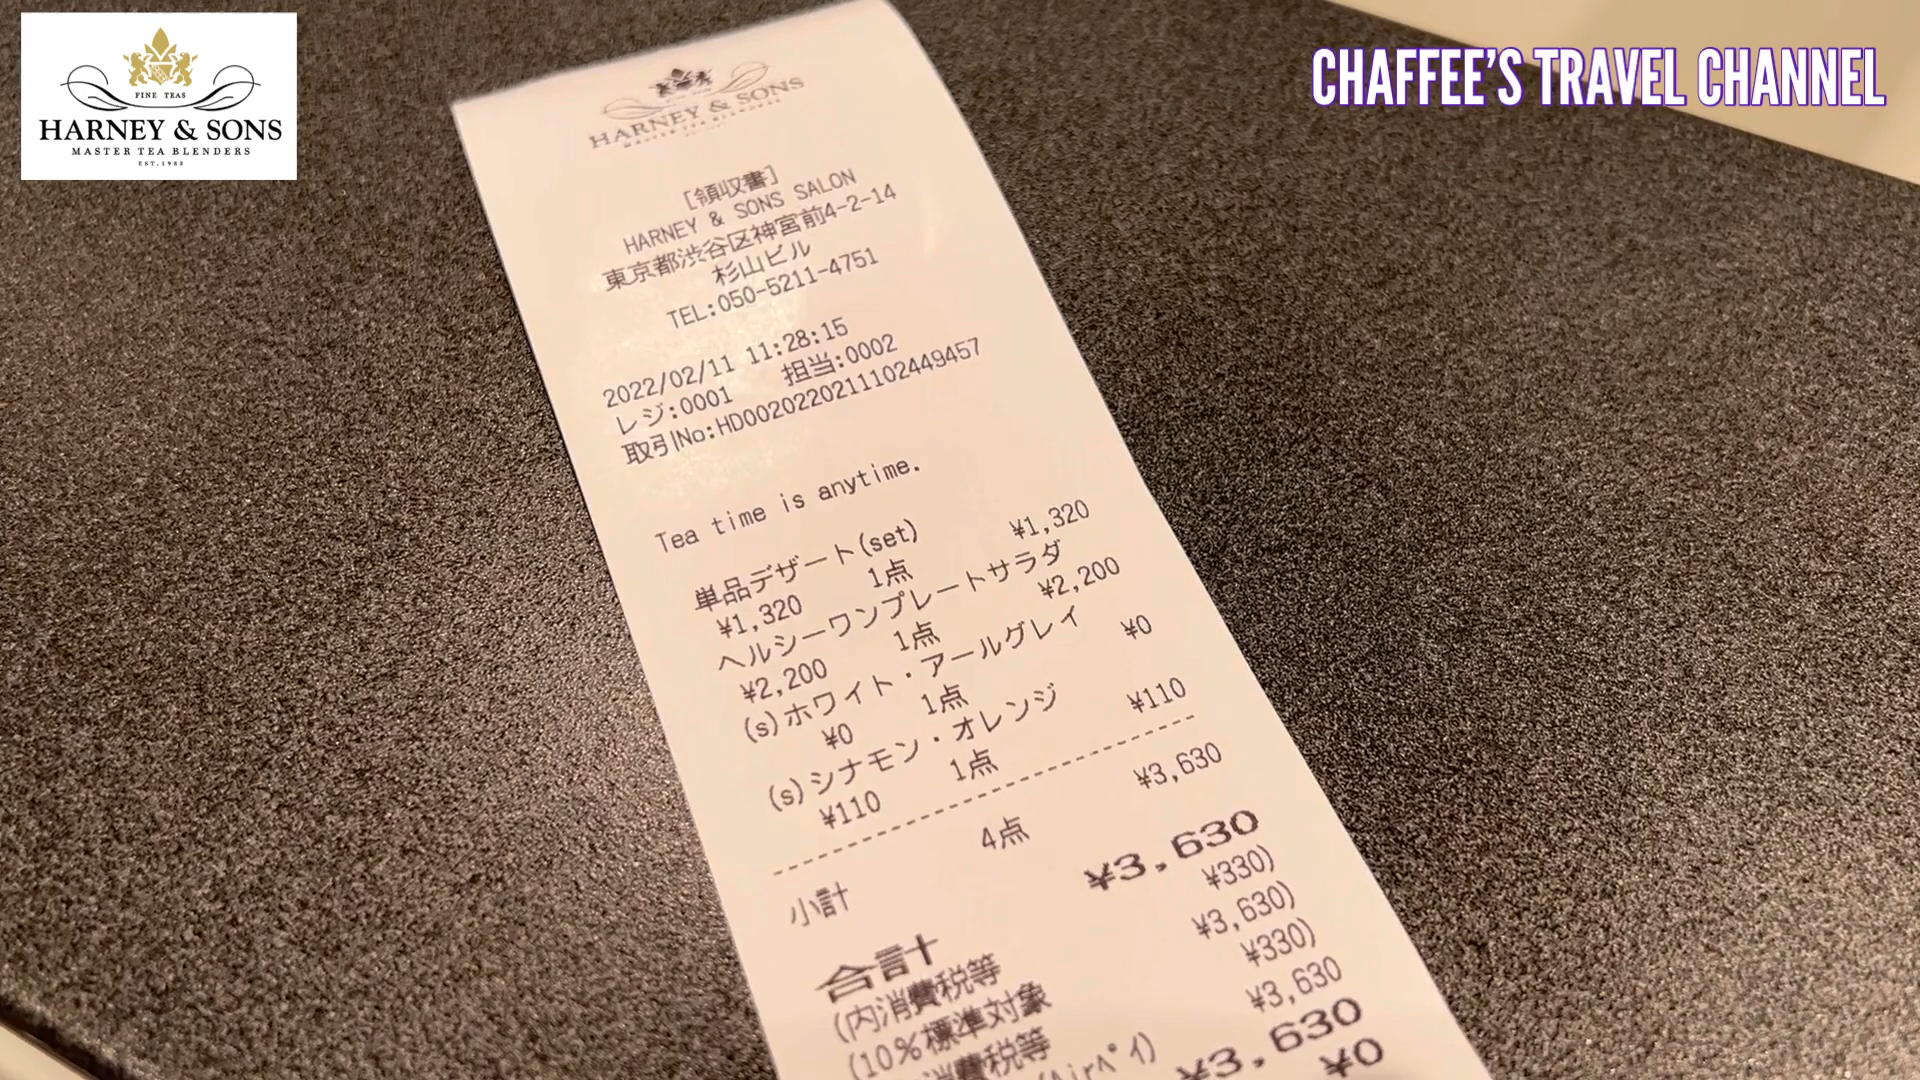 FINE TEAS
HARNEY & SONS
MASTER TEA BLENDERS
EST.1983
CHAFFEE'S TRAVEL CHANNEL
HARNEY & SONS
MASTER TEA BLENDERS
[領収書]
HARNEY & SONS SALON
東京都渋谷区神宮前4-2-14
杉山ビル
TEL:050-5211-4751
2022/02/11 11:28:15
レジ:0001 担当:0002
取引No:HD0020220211102449457
Tea time is anytime.
単品デザート(set)
¥1,320 1点 ¥1,320
ヘルシーワンプレートサラダ
¥2,200 1点 ¥2,200
(s)ホワイト・アールグレイ
¥0 1点 ¥0
(s)シナモン・オレンジ
¥110 1点 ¥110
小計 4点 ¥3,630
合計 ¥3,630
(内消費税等 ¥330)
(10%標準対象 ¥3,630)
消費税等 ¥330)
¥3,630
¥3,630
¥0